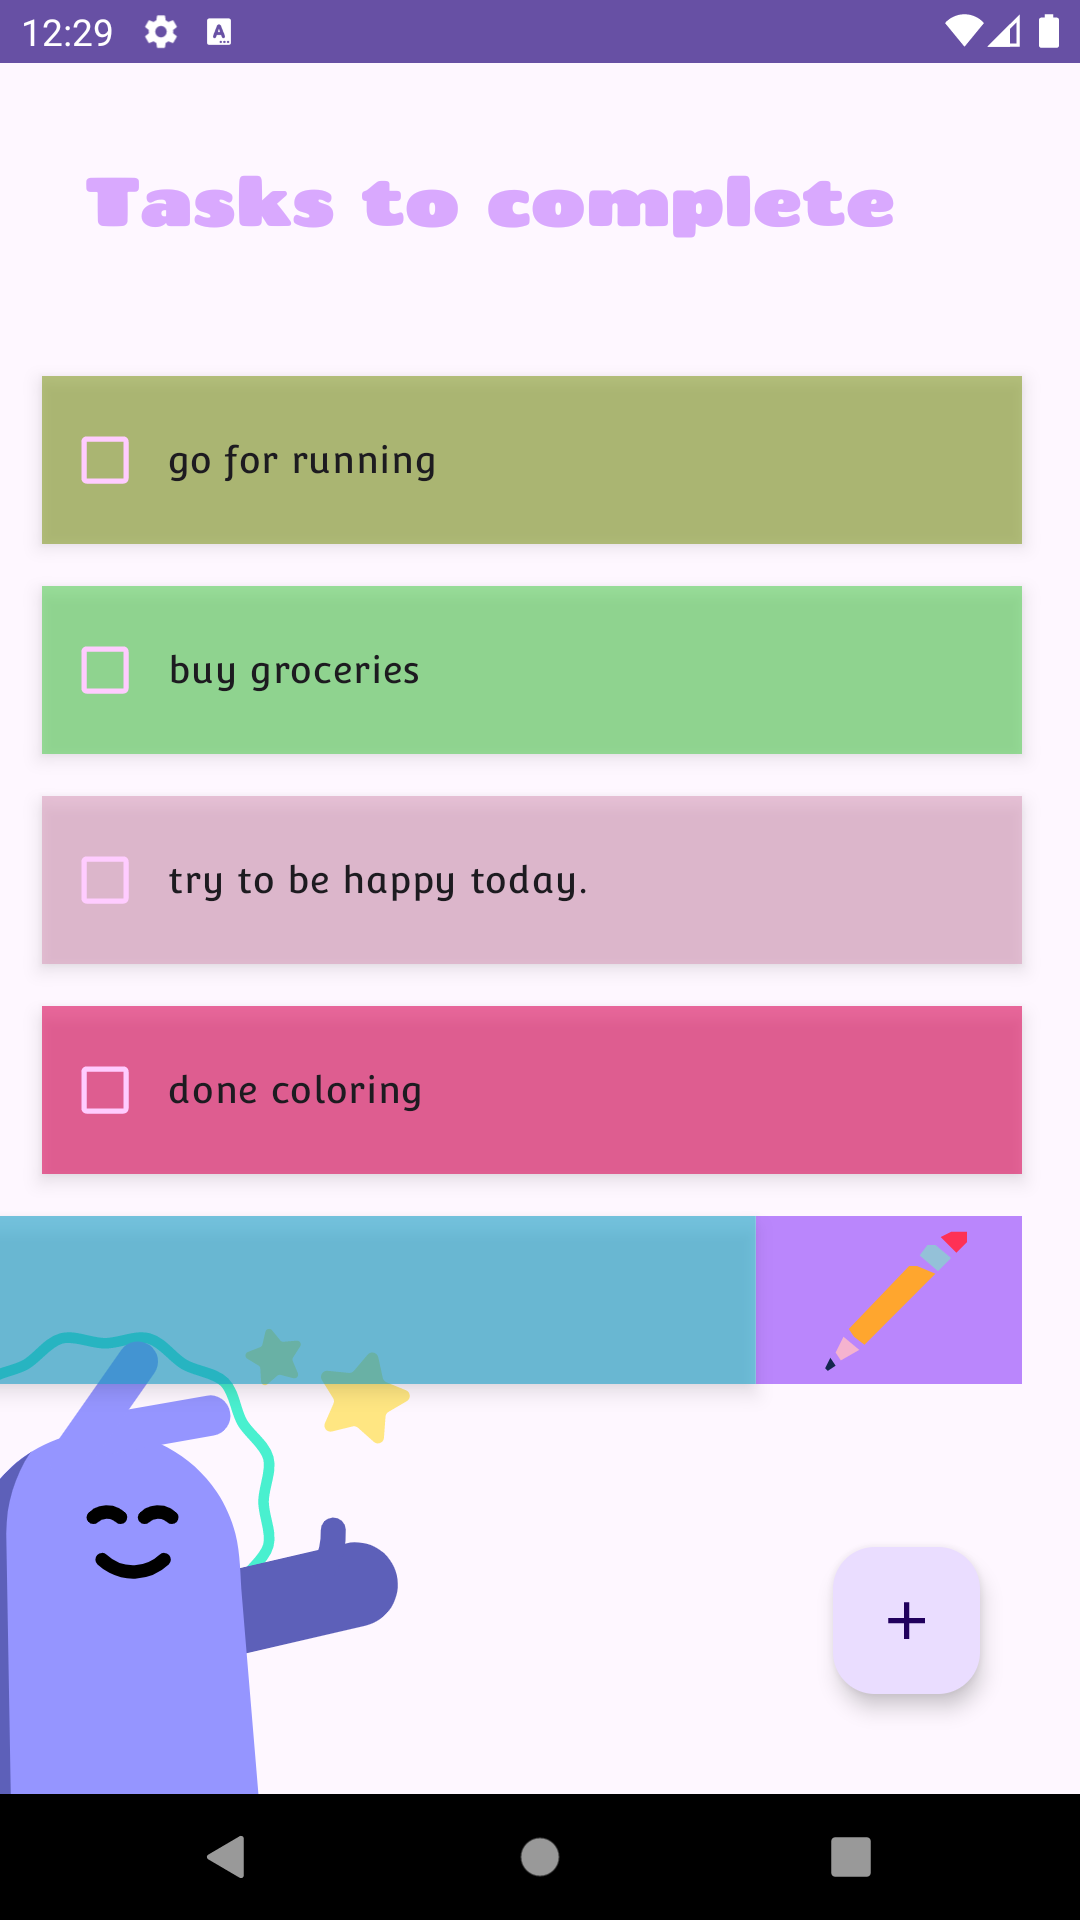 12:29
Tasks to complete
go for running
buy groceries
try to be happy today.
done coloring